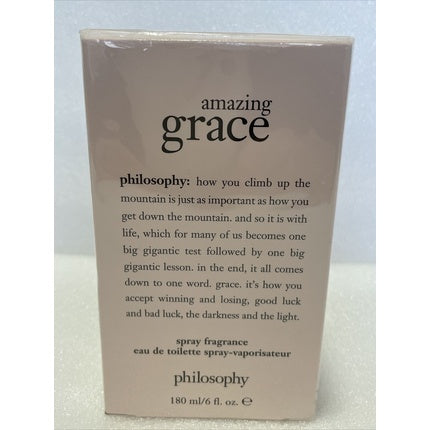 amazing
grace
philosophy: how you climb up the
mountain is just as important as how you
get down the mountain. and so it is with
life, which for many of us becomes one
big gigantic test followed by one big
gigantic lesson. in the end, it all comes
down to one word. grace. it's how you
accept winning and losing, good luck
and bad luck, the darkness and the light.
spray fragrance
eau de toilette spray-vaporisateur
philosophy
180 ml/6 fl. oz. ℮